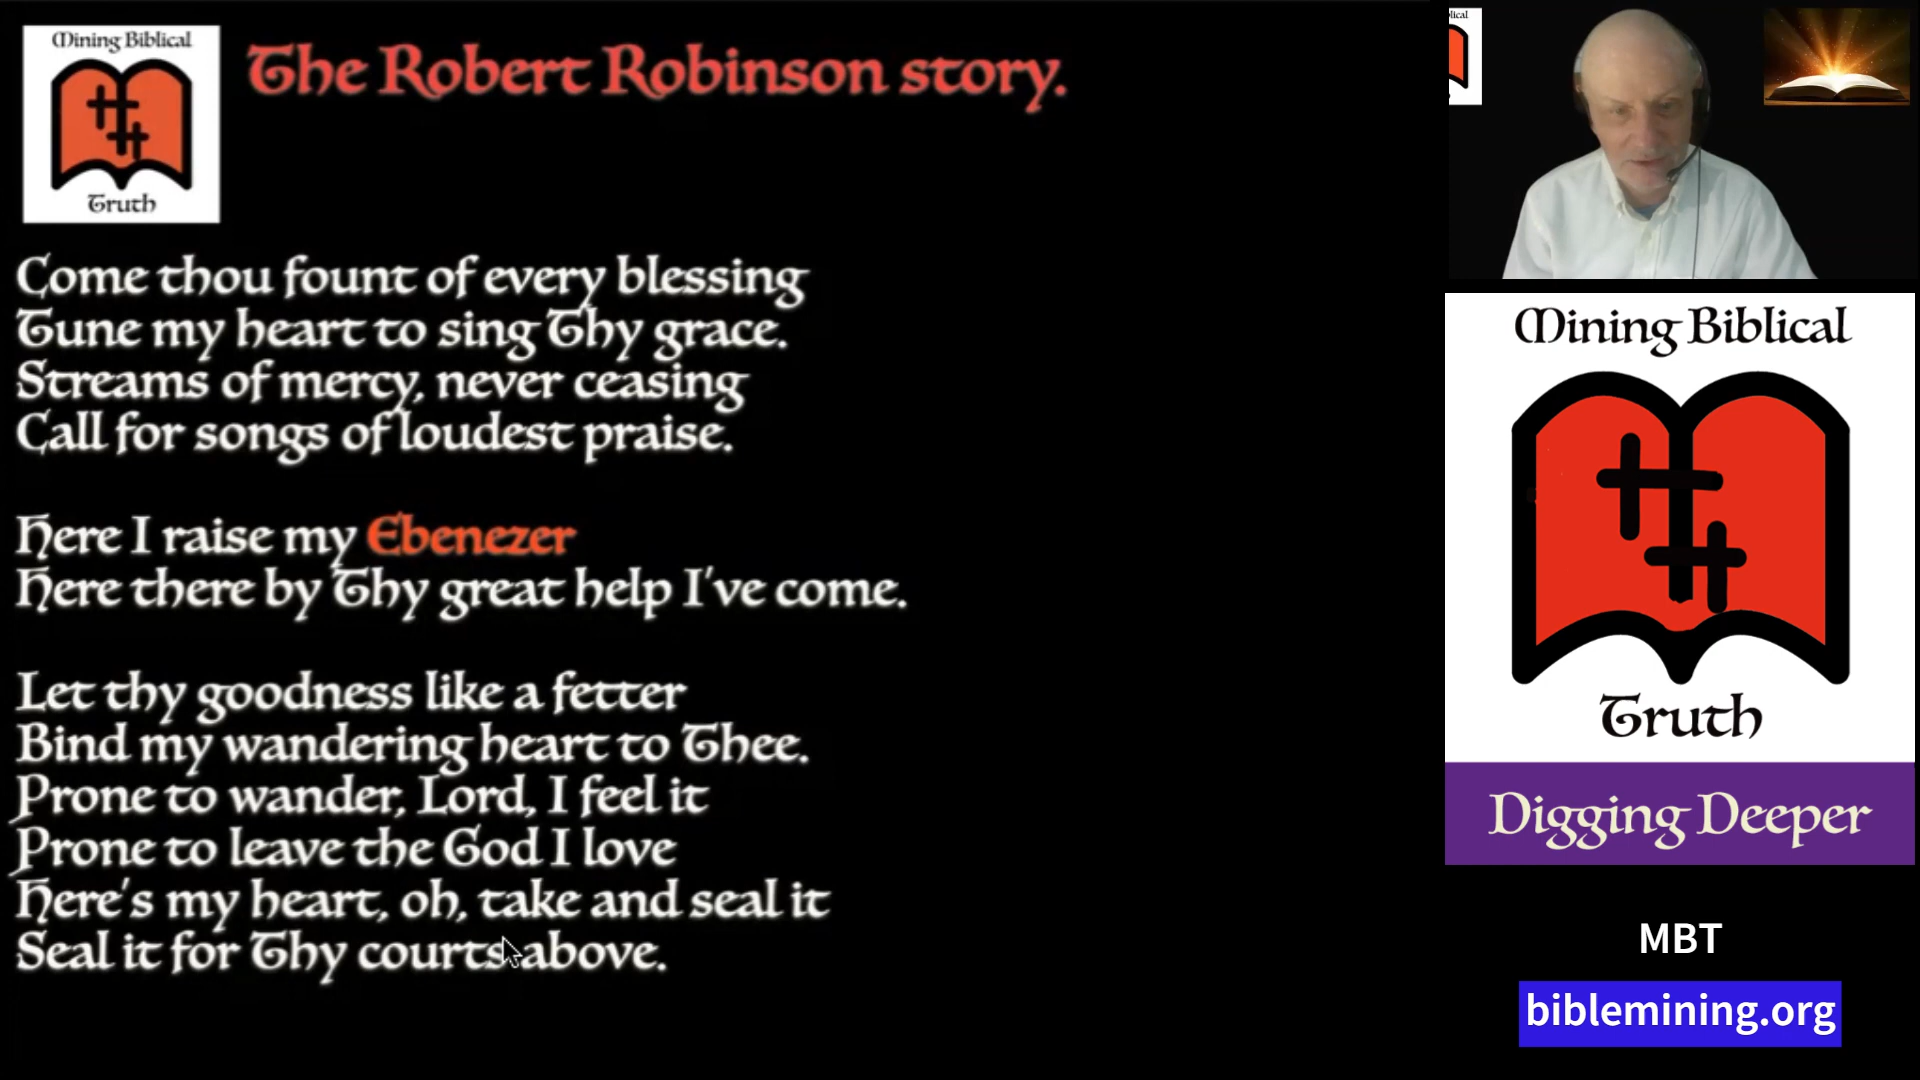 Mining Biblical
Truth
The Robert Robinson story.
Come thou fount of every blessing
Tune my heart to sing Thy grace.
Streams of mercy, never ceasing
Call for songs of loudest praise.
Here I raise my Ebenezer
Here there by Thy great help I've come.
Let thy goodness like a fetter
Bind my wandering heart to Thee.
Prone to wander, Lord, I feel it
Prone to leave the God I love
Here's my heart, oh, take and seal it
Seal it for Thy courts above.
Mining Biblical
Truth
Digging Deeper
MBT
biblemining.org